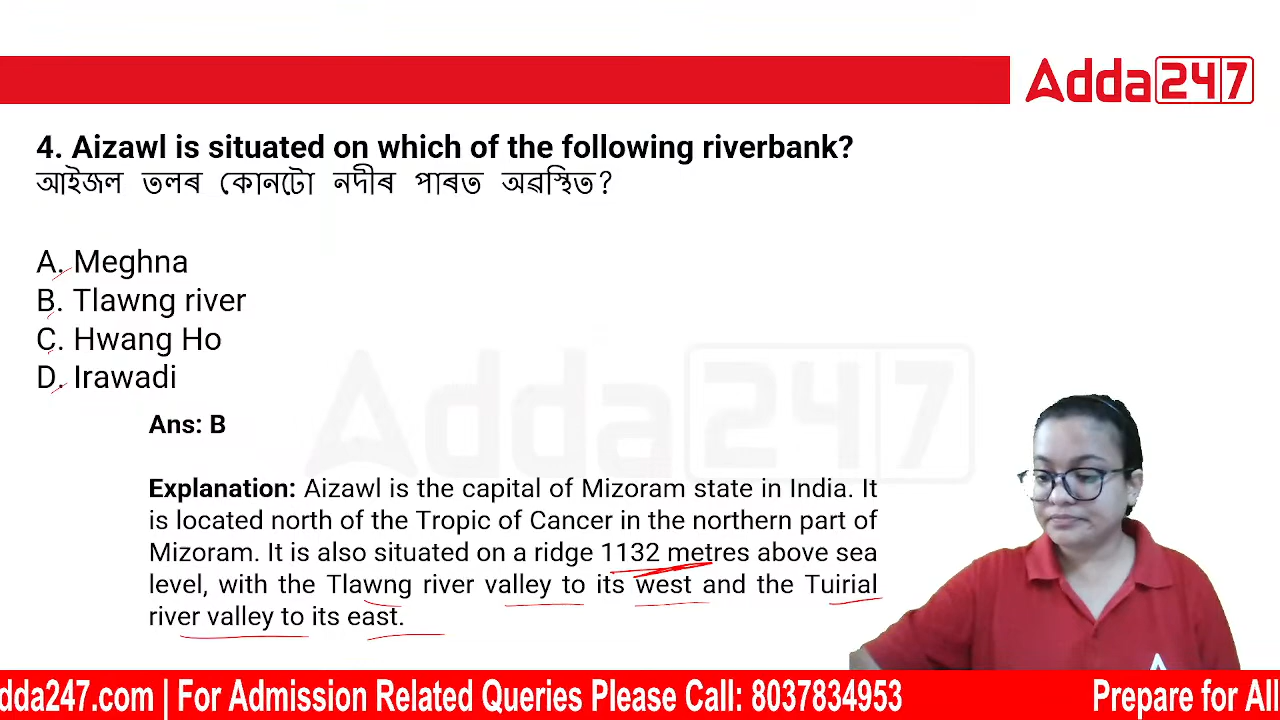 Adda247
4. Aizawl is situated on which of the following riverbank?
আইজল তলৰ কোনটো নদীৰ পাৰত অৱস্থিত?
A. Meghna
B. Tlawng river
C. Hwang Ho
D. Irawadi
Adda247
Ans: B
Explanation: Aizawl is the capital of Mizoram state in India. It
is located north of the Tropic of Cancer in the northern part of
Mizoram. It is also situated on a ridge 1132 metres above sea
level, with the Tlawng river valley to its west and the Tuirial
river valley to its east.
dda247.com | For Admission Related Queries Please Call: 8037834953 Prepare for All